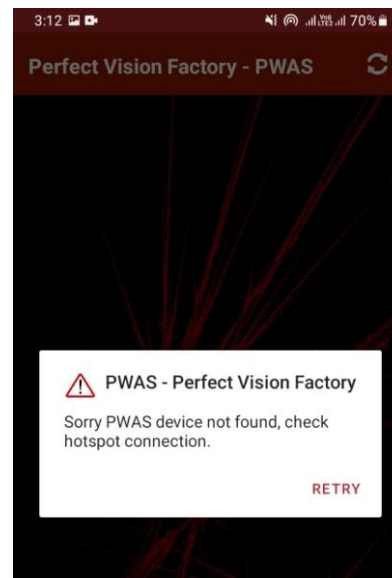 3:12 70%
Perfect Vision Factory - PWAS
PWAS - Perfect Vision Factory
Sorry PWAS device not found, check
hotspot connection.
RETRY